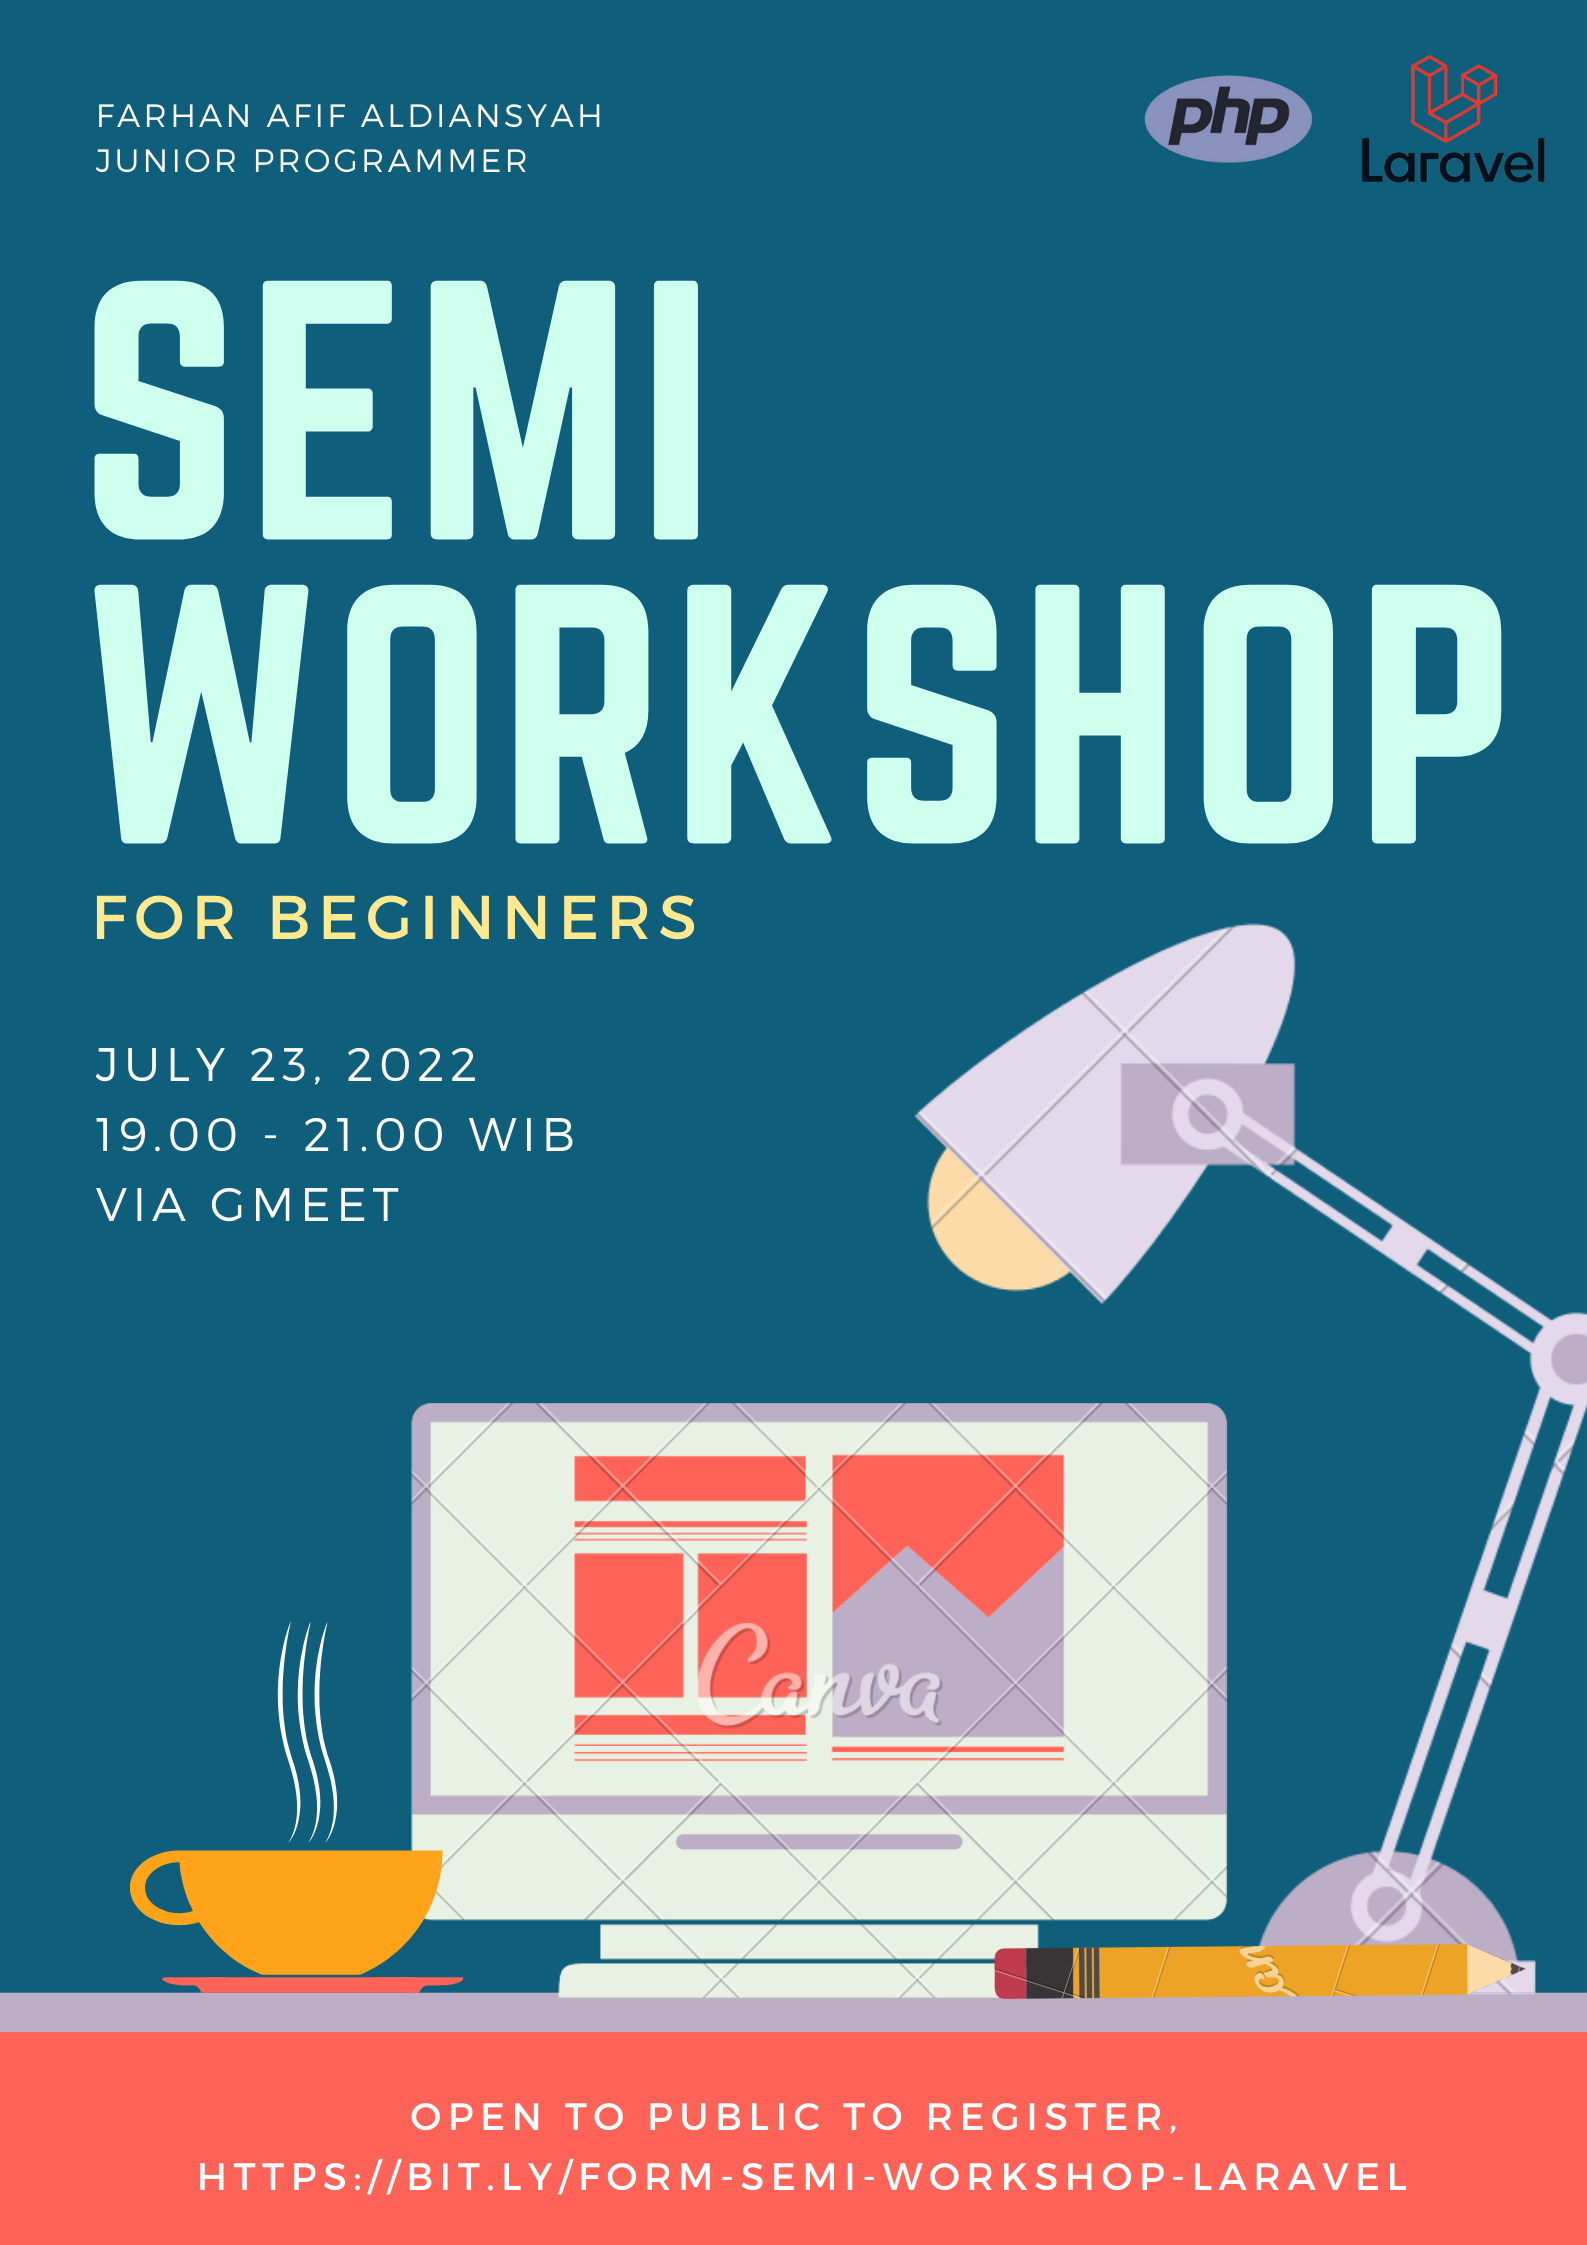 FARHAN AFIF ALDIANSYAH
JUNIOR PROGRAMMER
php
Laravel
SEMI
WORKSHOP
FOR BEGINNERS
JULY 23, 2022
19.00 - 21.00 WIB
VIA GMEET
Canva
OPEN TO PUBLIC TO REGISTER,
HTTPS://BIT.LY/FORM-SEMI-WORKSHOP-LARAVEL